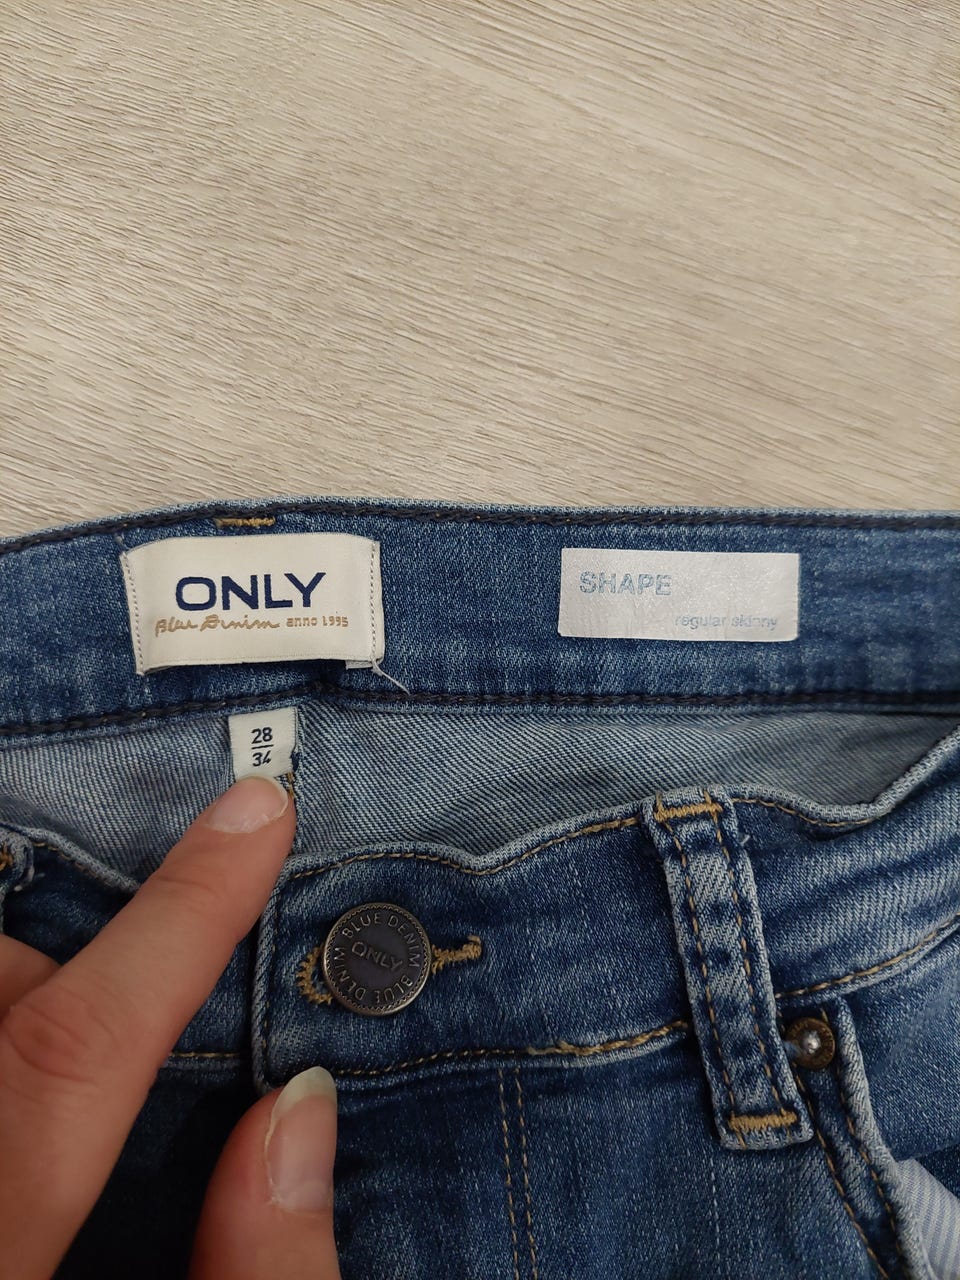 ONLY
Blue Denim anno 1995
SHAPE
regular skinny
28
34
BLUE DENIM
ONLY
BLUE DENIM